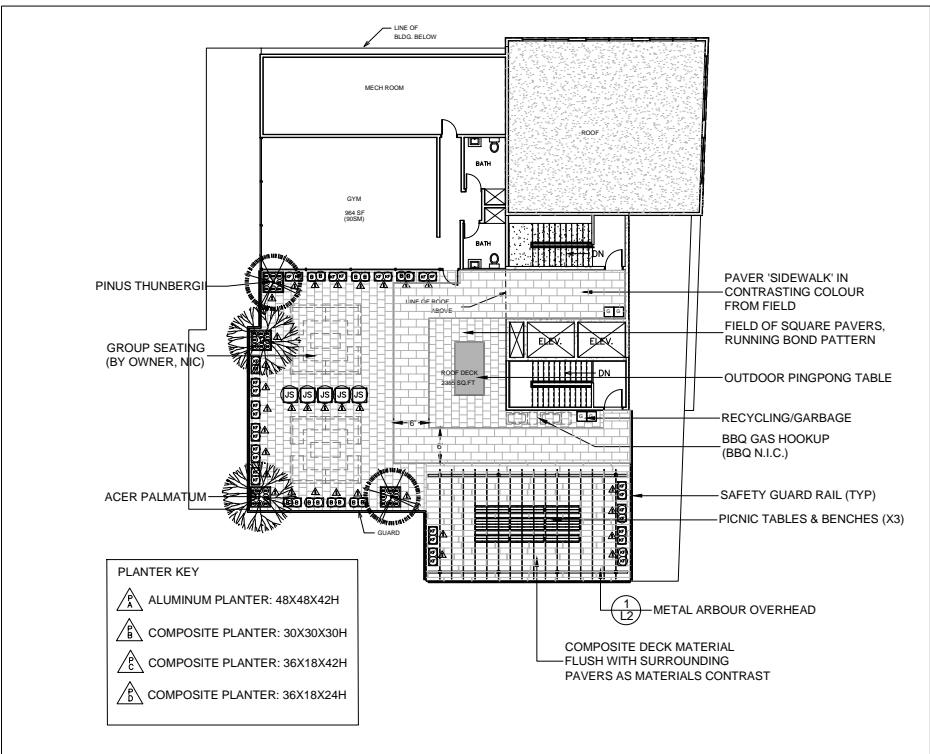 LINE OF
BLDG. BELOW
MECH ROOM
ROOF
BATH
GYM
964 SF
(90SM)
BATH
DN
PINUS THUNBERGII
PAVER 'SIDEWALK' IN
CONTRASTING COLOUR
FROM FIELD
LINE OF ROOF
ABOVE
G
FIELD OF SQUARE PAVERS,
RUNNING BOND PATTERN
GROUP SEATING
(BY OWNER, NIC)
ELEV.
ELEV.
ROOF DECK
2365 SQ.FT
DN
OUTDOOR PINGPONG TABLE
JS JS JS JS JS
6'
RECYCLING/GARBAGE
BBQ GAS HOOKUP
(BBQ N.I.C.)
6'
ACER PALMATUM
SAFETY GUARD RAIL (TYP)
PICNIC TABLES & BENCHES (X3)
GUARD
PLANTER KEY
P A ALUMINUM PLANTER: 48X48X42H
P B COMPOSITE PLANTER: 30X30X30H
P C COMPOSITE PLANTER: 36X18X42H
P D COMPOSITE PLANTER: 36X18X24H
1
L2
METAL ARBOUR OVERHEAD
COMPOSITE DECK MATERIAL
FLUSH WITH SURROUNDING
PAVERS AS MATERIALS CONTRAST